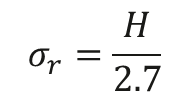 σ_r = H/2.7